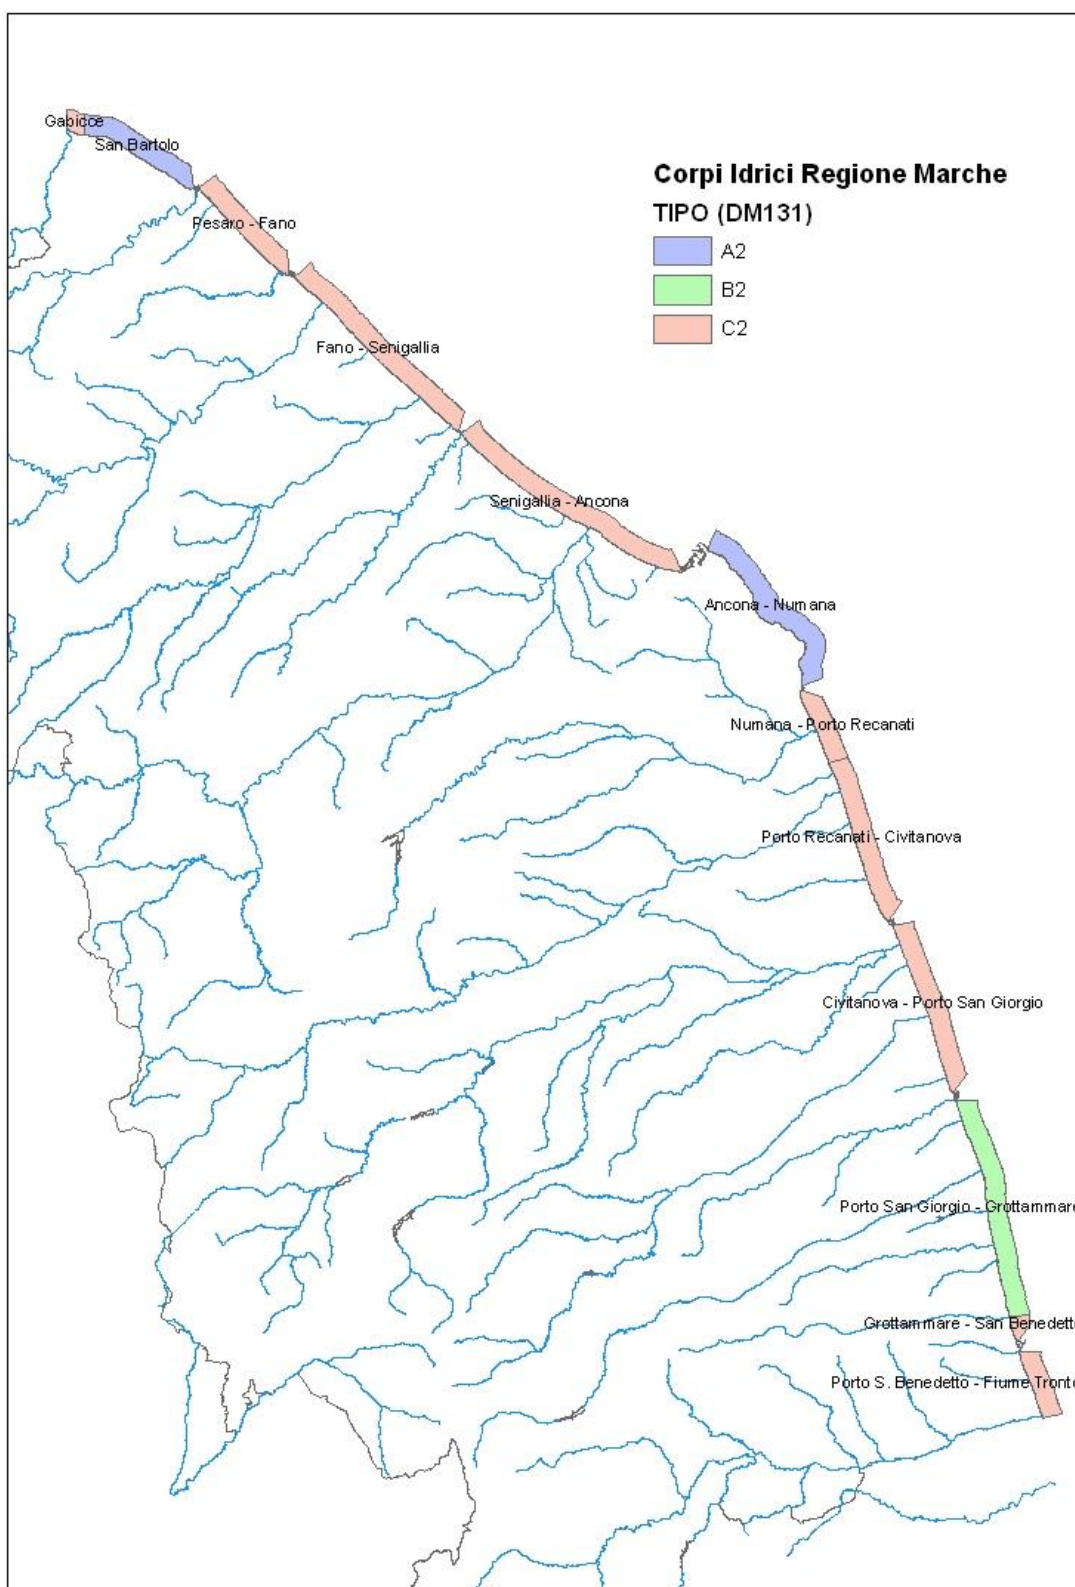 Gabicce
San Bartolo
Corpi Idrici Regione Marche
TIPO (DM131)
A2
B2
C2
Pesaro - Fano
Fano - Senigallia
Senigallia - Ancona
Ancona - Numana
Numana - Porto Recanati
Porto Recanati - Civitanova
Civitanova - Porto San Giorgio
Porto San Giorgio - Grottammare
Grottammare - San Benedetto
Porto S. Benedetto - Fiume Tronto